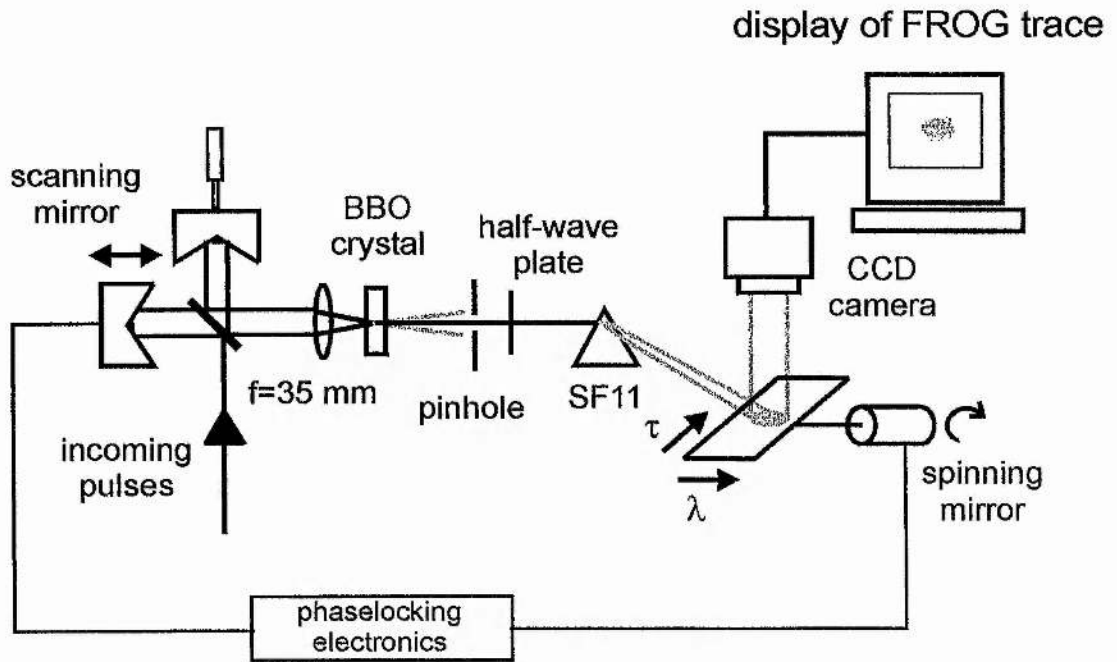 display of FROG trace
scanning
mirror
BBO
crystal
half-wave
plate
CCD
camera
f=35 mm
pinhole
SF11
τ
λ
incoming
pulses
spinning
mirror
phaselocking
electronics